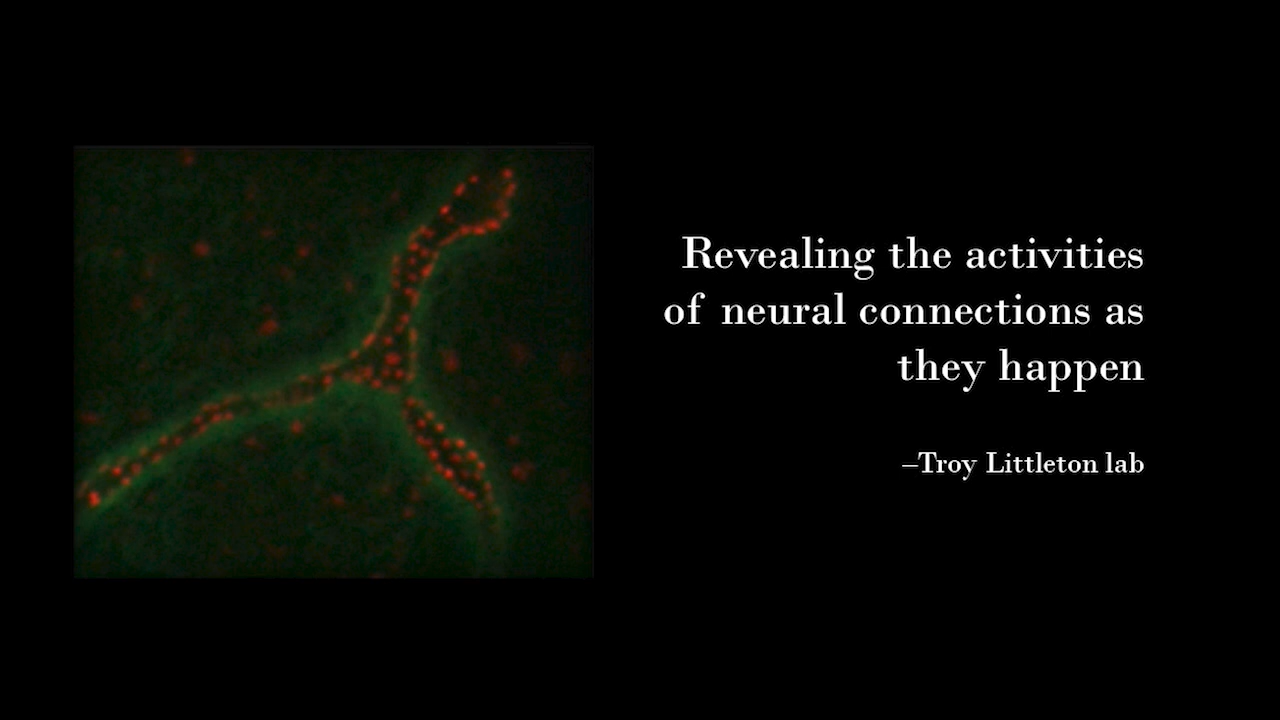 Revealing the activities
of neural connections as
they happen
–Troy Littleton lab